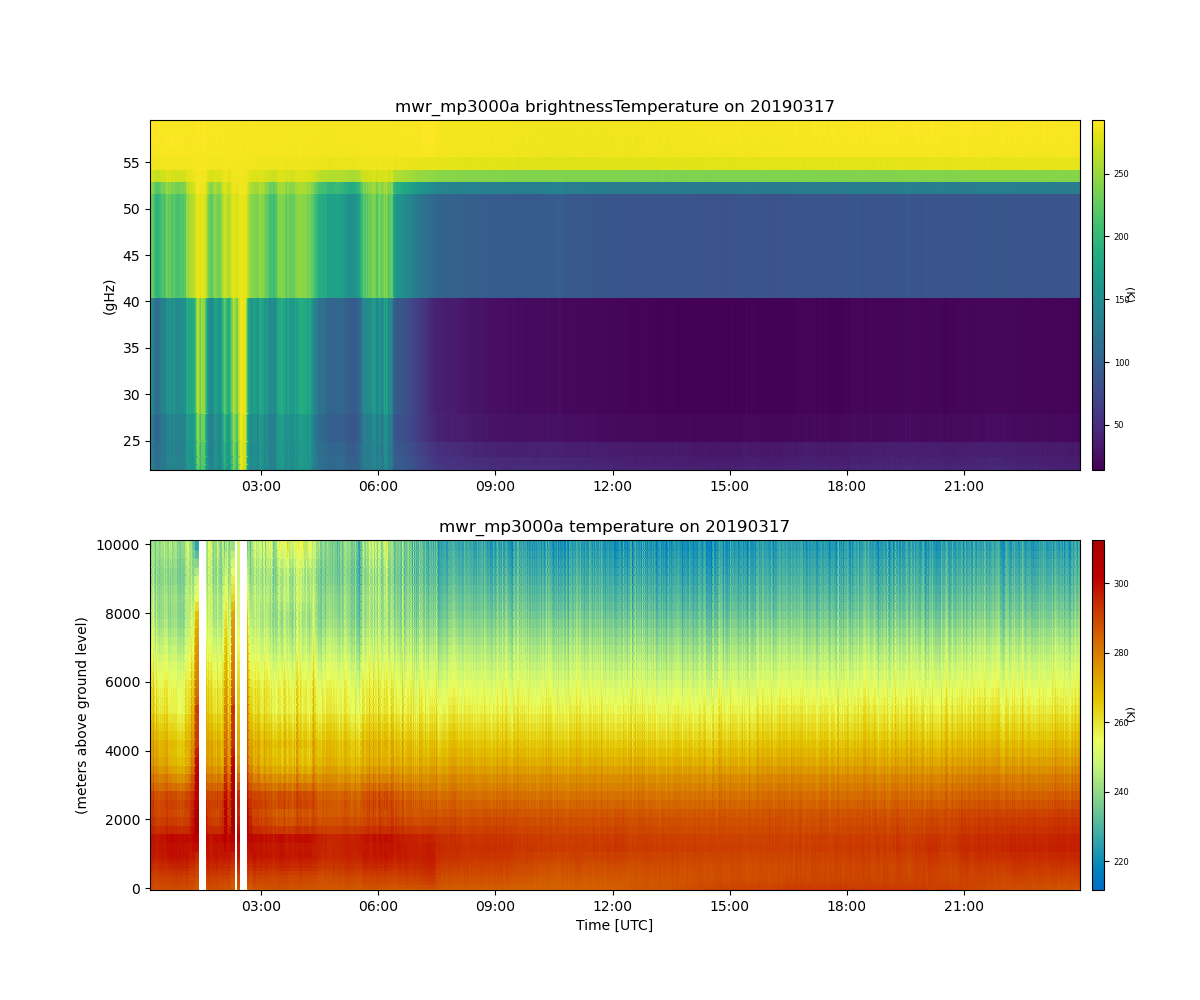 mwr_mp3000a brightnessTemperature on 20190317
(gHz)
55
50
45
40
35
30
25
03:00 06:00 09:00 12:00 15:00 18:00 21:00
250
200
150
100
50
(K)
mwr_mp3000a temperature on 20190317
(meters above ground level)
10000
8000
6000
4000
2000
0
03:00 06:00 09:00 12:00 15:00 18:00 21:00
Time [UTC]
300
280
260
240
220
(K)